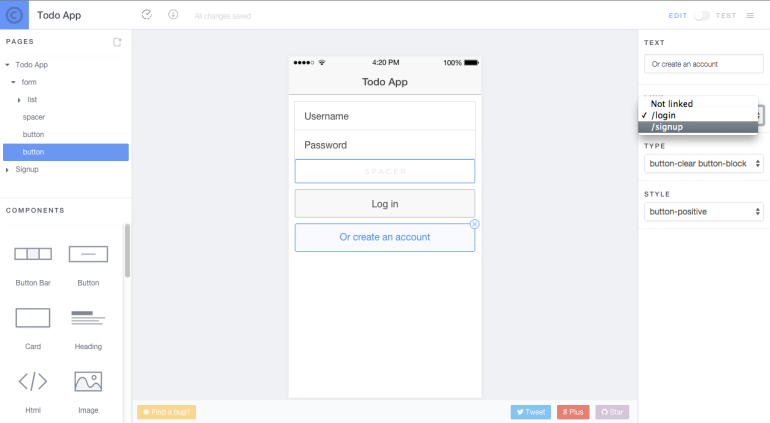 Todo App
All changes saved
EDIT
TEST
PAGES
Todo App
form
list
spacer
button
button
Signup
COMPONENTS
Button Bar
Button
Card
Heading
Html
Image
4:20 PM
100%
Todo App
Username
Password
SPACER
Log in
Or create an account
Find a bug?
Tweet
Plus
Star
TEXT
Or create an account
Not linked
✓ /login
/signup
TYPE
button-clear button-block
STYLE
button-positive